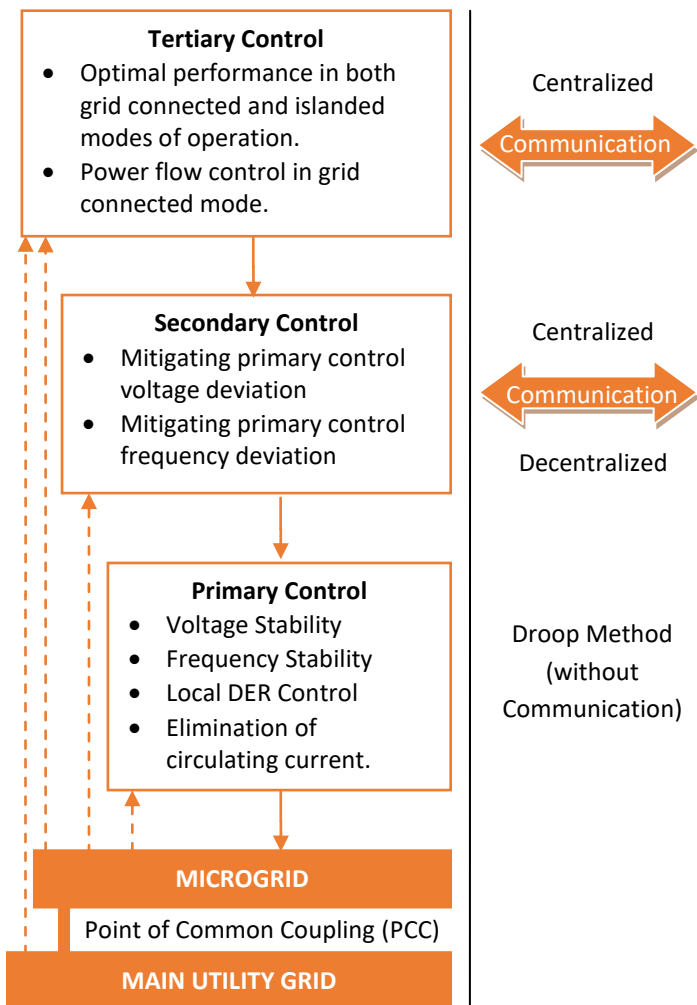 Tertiary Control
• Optimal performance in both
grid connected and islanded
modes of operation.
• Power flow control in grid
connected mode.
Centralized
Communication
Secondary Control
• Mitigating primary control
voltage deviation
• Mitigating primary control
frequency deviation
Centralized
Communication
Decentralized
Primary Control
• Voltage Stability
• Frequency Stability
• Local DER Control
• Elimination of
circulating current.
Droop Method
(without
Communication)
MICROGRID
Point of Common Coupling (PCC)
MAIN UTILITY GRID